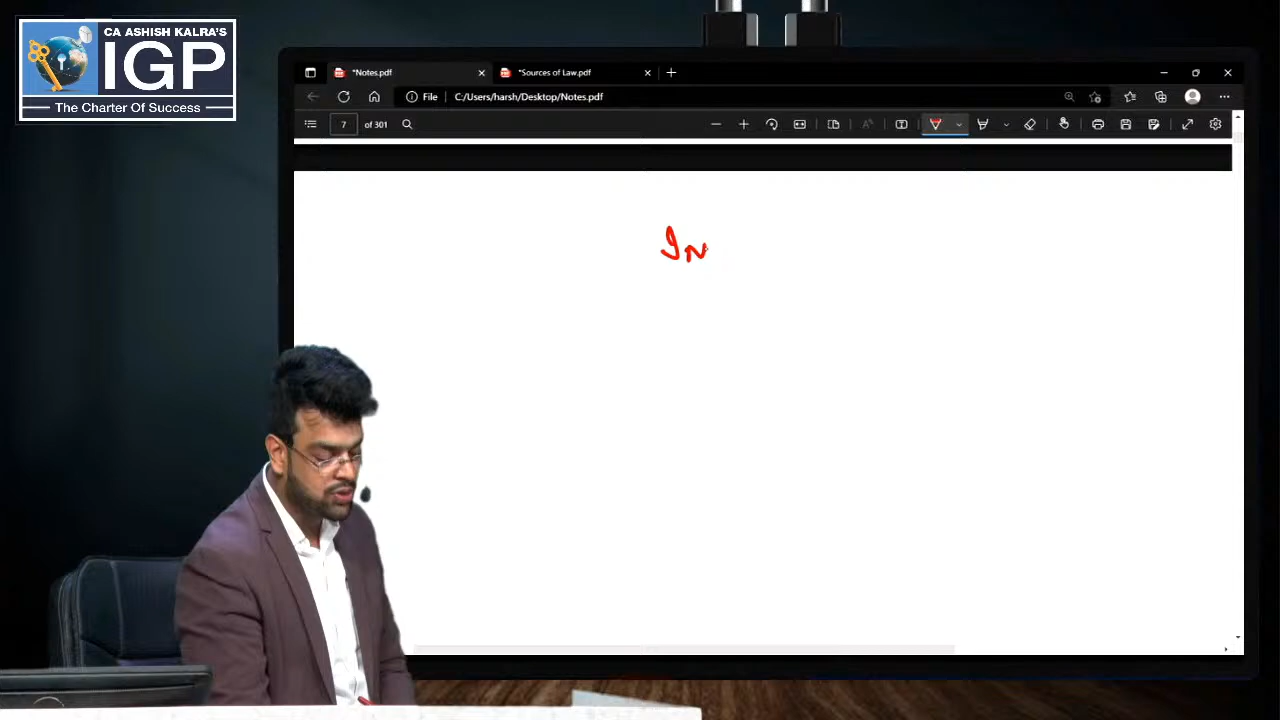 CA ASHISH KALRA'S
IGP
The Charter Of Success
*Notes.pdf
*Sources of Law.pdf
File
C:/Users/harsh/Desktop/Notes.pdf
7 of 301
IN